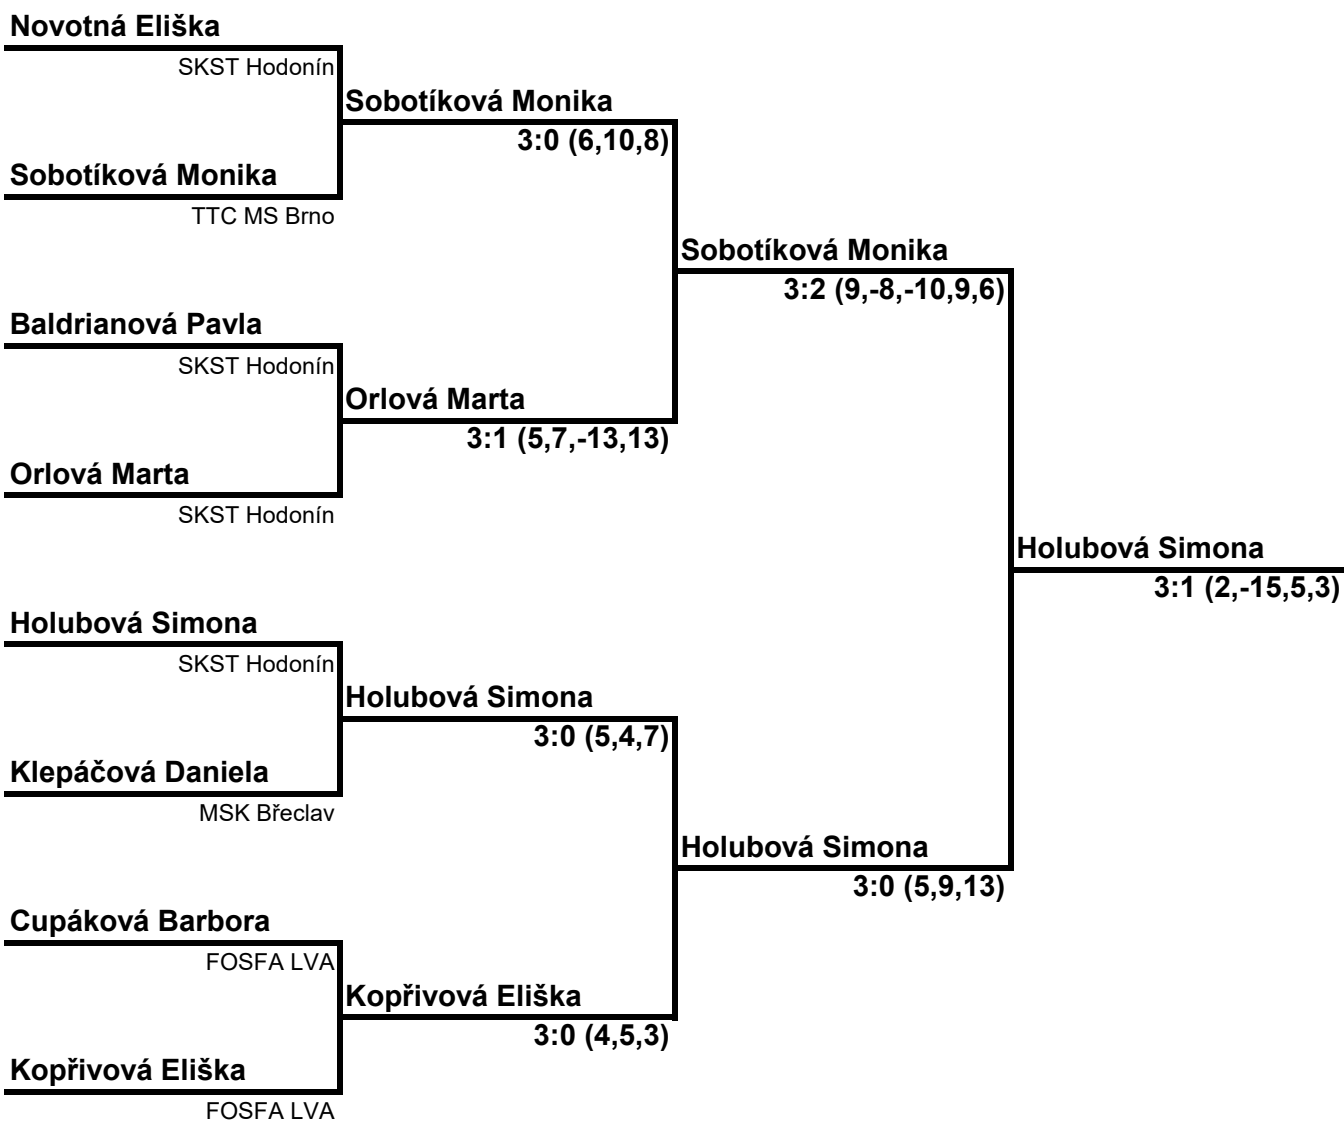 Novotná Eliška
SKST Hodonín
Sobotíková Monika
3:0 (6,10,8)
Sobotíková Monika
TTC MS Brno
Sobotíková Monika
3:2 (9,-8,-10,9,6)
Baldrianová Pavla
SKST Hodonín
Orlová Marta
3:1 (5,7,-13,13)
Orlová Marta
SKST Hodonín
Holubová Simona
3:1 (2,-15,5,3)
Holubová Simona
SKST Hodonín
Holubová Simona
3:0 (5,4,7)
Klepáčová Daniela
MSK Břeclav
Holubová Simona
3:0 (5,9,13)
Cupáková Barbora
FOSFA LVA
Kopřivová Eliška
3:0 (4,5,3)
Kopřivová Eliška
FOSFA LVA